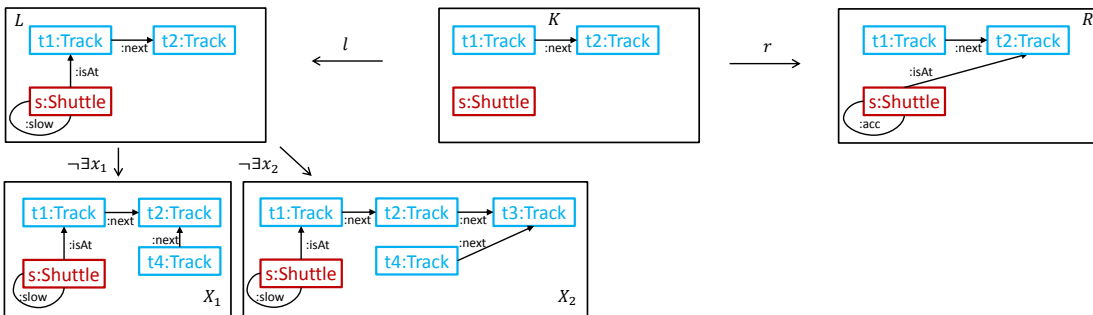 L
t1:Track
:next
t2:Track
:isAt
s:Shuttle
:slow
l
K
t1:Track
:next
t2:Track
s:Shuttle
r
R
t1:Track
:next
t2:Track
:isAt
s:Shuttle
:acc
¬∃x₁
¬∃x₂
t1:Track
:next
t2:Track
:isAt
:next
t4:Track
s:Shuttle
:slow
X₁
t1:Track
:next
t2:Track
:next
t3:Track
:isAt
t4:Track
:next
s:Shuttle
:slow
X₂